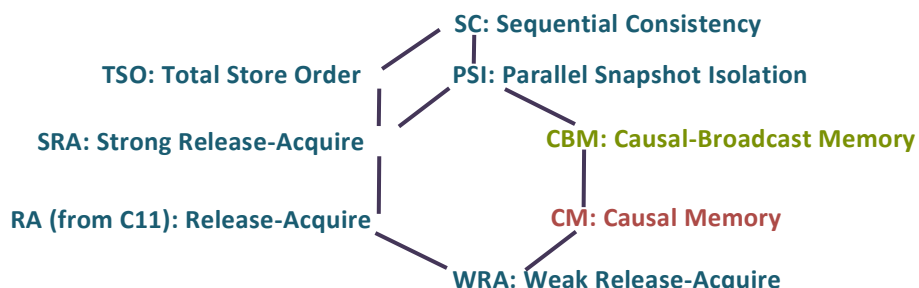 SC: Sequential Consistency
TSO: Total Store Order
PSI: Parallel Snapshot Isolation
SRA: Strong Release-Acquire
CBM: Causal-Broadcast Memory
RA (from C11): Release-Acquire
CM: Causal Memory
WRA: Weak Release-Acquire